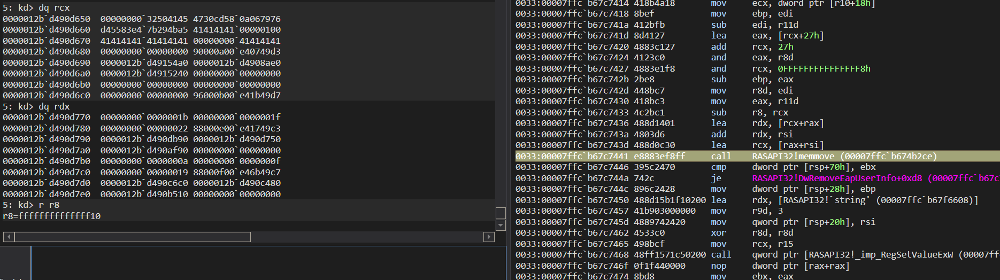 5: kd> dq rcx
0000012b`d490d650  00000000`32504145 4730cd58`0a067976
0000012b`d490d660  d45583e4`7b294ba5 41414141`00000100
0000012b`d490d670  41414141`41414141 00000000`41414141
0000012b`d490d680  00000000`00000000 90000a00`e40749d3
0000012b`d490d690  0000012b`d49154a0 0000012b`d4908ae0
0000012b`d490d6a0  0000012b`d4915240 00000000`00000000
0000012b`d490d6b0  00000000`00000000 00000000`00000000
0000012b`d490d6c0  00000000`00000000 96000b00`e41b49d7
5: kd> dq rdx
0000012b`d490d770  00000000`0000001b 00000000`0000001f
0000012b`d490d780  00000000`00000022 88000e00`e41749c3
0000012b`d490d790  0000012b`d490db90 0000012b`d490d750
0000012b`d490d7a0  0000012b`d490af90 00000000`00000000
0000012b`d490d7b0  00000000`0000000a 00000000`0000000f
0000012b`d490d7c0  00000000`00000019 88000f00`e46b49c7
0000012b`d490d7d0  0000012b`d490c6c0 0000012b`d490c480
0000012b`d490d7e0  0000012b`d490b510 00000000`00000000
5: kd> r r8
r8=ffffffffffffff10
0033:00007ffc`b67c7414 418b4a18 mov ecx, dword ptr [r10+18h]
0033:00007ffc`b67c7418 8bef mov ebp, edi
0033:00007ffc`b67c741a 412bfb sub edi, r11d
0033:00007ffc`b67c741d 8d4127 lea eax, [rcx+27h]
0033:00007ffc`b67c7420 4883c127 add rcx, 27h
0033:00007ffc`b67c7424 4123c0 and eax, r8d
0033:00007ffc`b67c7427 4883e1f8 and rcx, 0FFFFFFFFFFFFFFF8h
0033:00007ffc`b67c742b 2be8 sub ebp, eax
0033:00007ffc`b67c742d 448bc7 mov r8d, edi
0033:00007ffc`b67c7430 418bc3 mov eax, r11d
0033:00007ffc`b67c7433 4c2bc1 sub r8, rcx
0033:00007ffc`b67c7436 488d1401 lea rdx, [rcx+rax]
0033:00007ffc`b67c743a 4803d6 add rdx, rsi
0033:00007ffc`b67c743d 488d0c30 lea rcx, [rax+rsi]
0033:00007ffc`b67c7441 e8883ef8ff call RASAPI32!memmove (00007ffc`b674b2ce)
0033:00007ffc`b67c7446 395c2470 cmp dword ptr [rsp+70h], ebx
0033:00007ffc`b67c744a 742c je RASAPI32!DwRemoveEapUserInfo+0xd8 (00007ffc`b67c
0033:00007ffc`b67c744c 896c2428 mov dword ptr [rsp+28h], ebp
0033:00007ffc`b67c7450 488d15b1f10200 lea rdx, [RASAPI32!`string' (00007ffc`b67f6608)]
0033:00007ffc`b67c7457 41b903000000 mov r9d, 3
0033:00007ffc`b67c745d 4889742420 mov qword ptr [rsp+20h], rsi
0033:00007ffc`b67c7462 4533c0 xor r8d, r8d
0033:00007ffc`b67c7465 498bcf mov rcx, r15
0033:00007ffc`b67c7468 48ff1571c50200 call qword ptr [RASAPI32!_imp_RegSetValueExW (00007ff
0033:00007ffc`b67c746f 0f1f440000 nop dword ptr [rax+rax]
0033:00007ffc`b67c7474 8bd8 mov ebx, eax